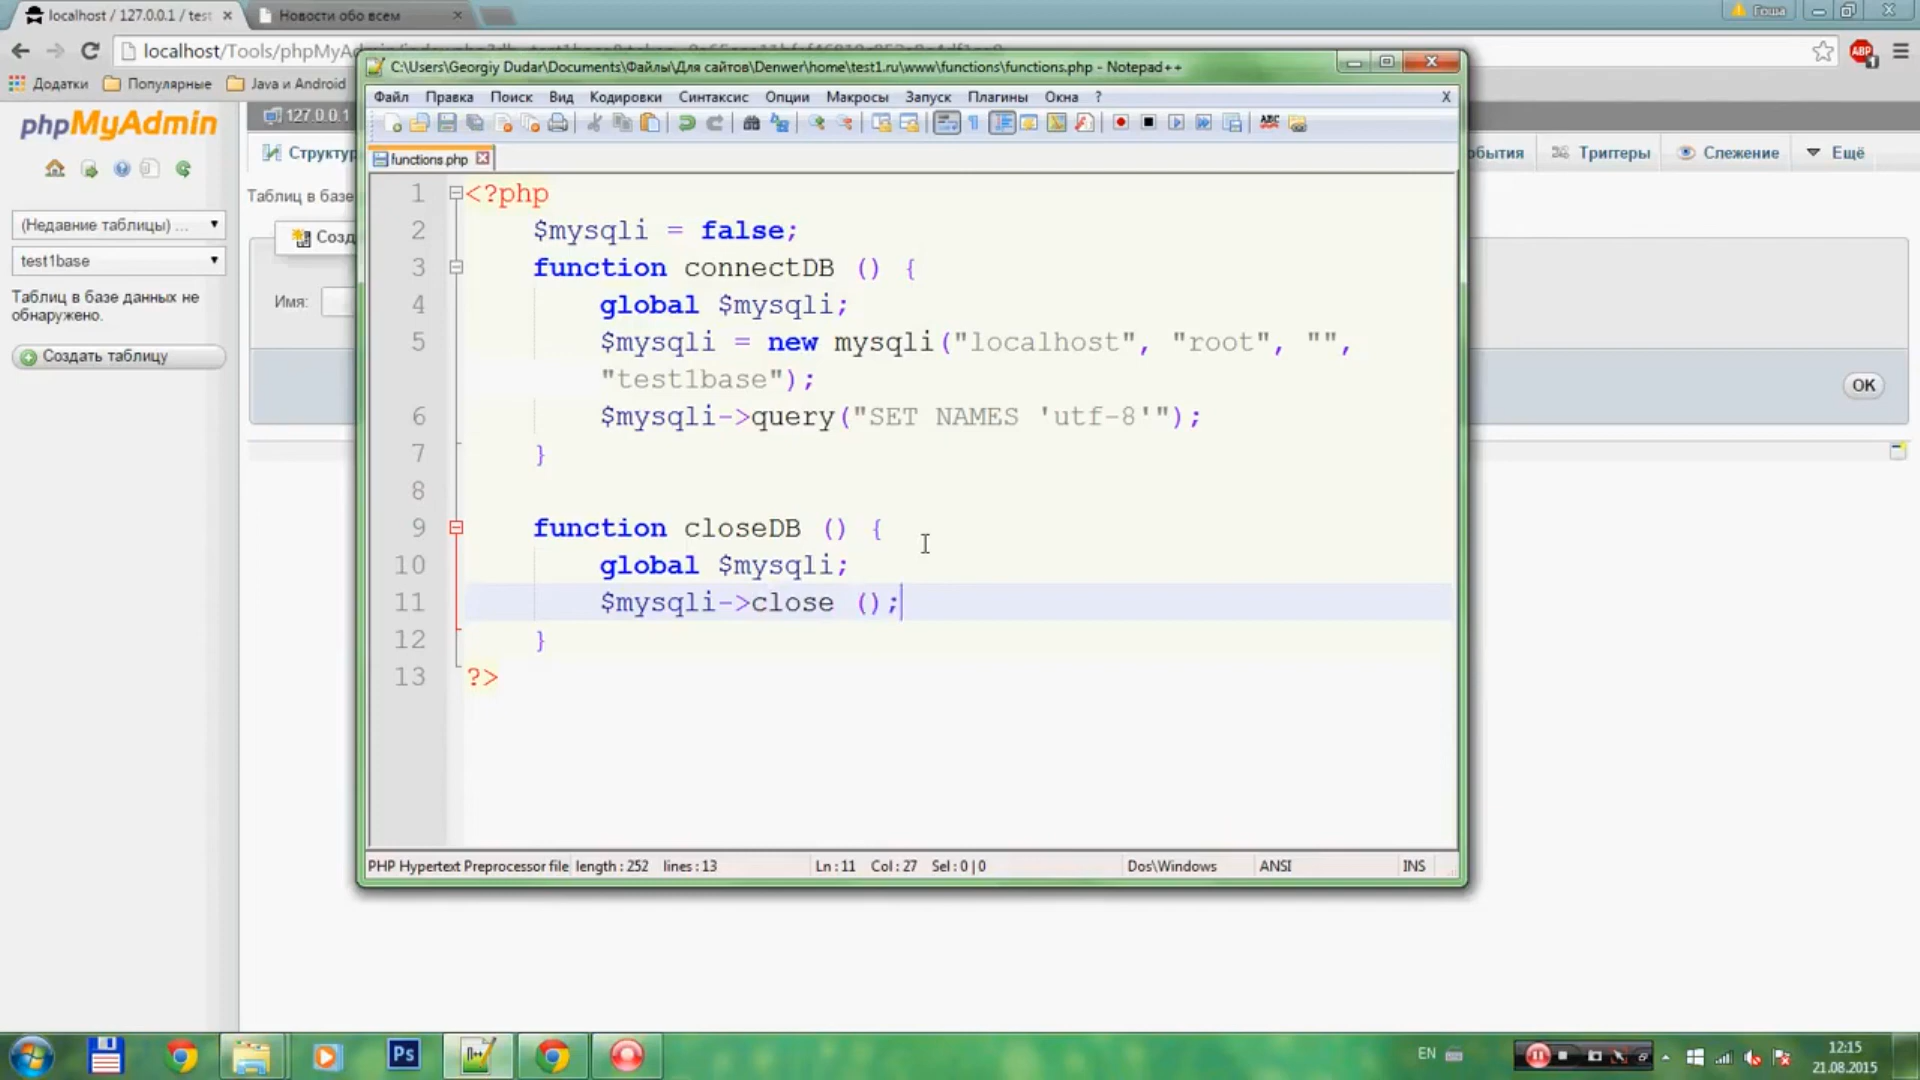 localhost / 127.0.0.1 / test
Новости обо всем
Гоша
localhost/Tools/phpMyAd
ABP
1
Додатки
Популярные
Java и Android
C:\Users\Georgiy Dudar\Documents\Файлы\Для сайтов\Denwer\home\test1.ru\www\functions\functions.php - Notepad++
Файл Правка Поиск Вид Кодировки Синтаксис Опции Макросы Запуск Плагины Окна ?
X
phpMyAdmin
127.0.0.1
Структур
бытия
Триггеры
Слежение
Ещё
functions.php
Таблиц в базе
(Недавние таблицы) ...
Созд
test1base
Имя:
Таблиц в базе данных не
обнаружено.
Создать таблицу
OK
1 <?php
2 $mysqli = false;
3 function connectDB () {
4 global $mysqli;
5 $mysqli = new mysqli("localhost", "root", "",
"test1base");
6 $mysqli->query("SET NAMES 'utf-8'");
7 }
8
9 function closeDB () {
10 global $mysqli;
11 $mysqli->close ();
12 }
13 ?>
PHP Hypertext Preprocessor file length : 252 lines : 13 Ln : 11 Col : 27 Sel : 0 | 0 Dos\Windows ANSI INS
Ps
EN
12:15
21.08.2015